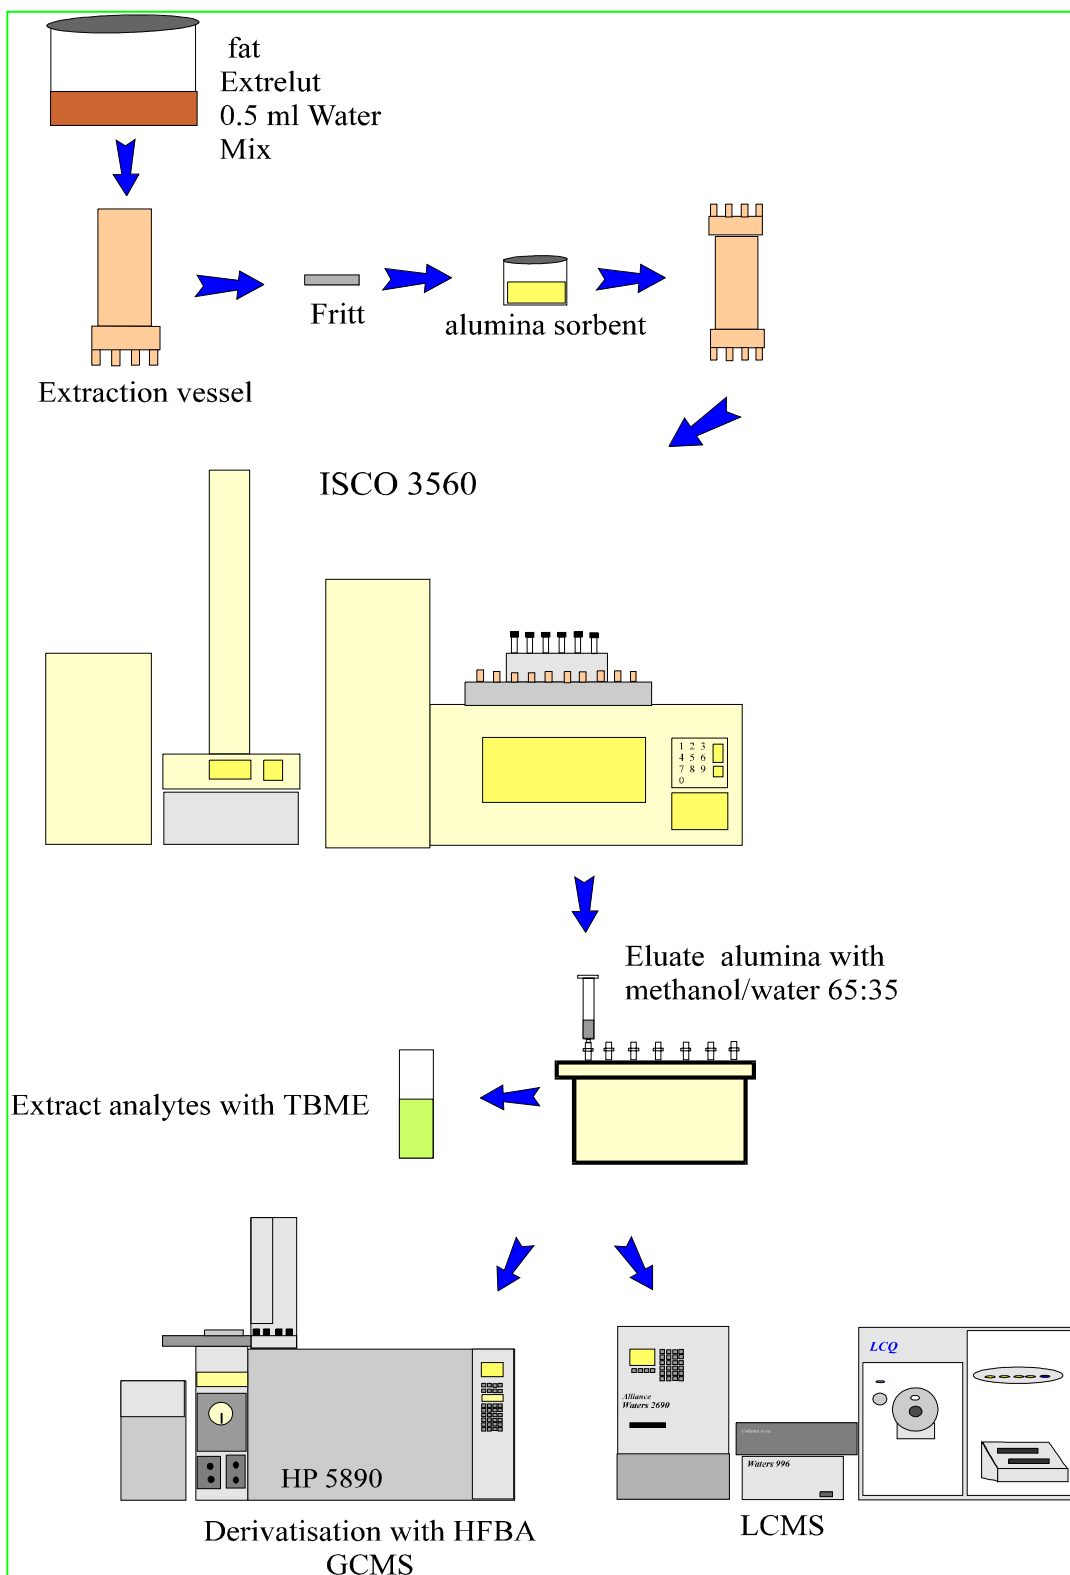 fat
Extrelut
0.5 ml Water
Mix
Fritt
alumina sorbent
Extraction vessel
ISCO 3560
1 2 3
4 5 6
7 8 9
0
Eluate alumina with
methanol/water 65:35
Extract analytes with TBME
LCQ
Alliance
Waters 2690
Waters 996
HP 5890
Derivatisation with HFBA
GCMS
LCMS